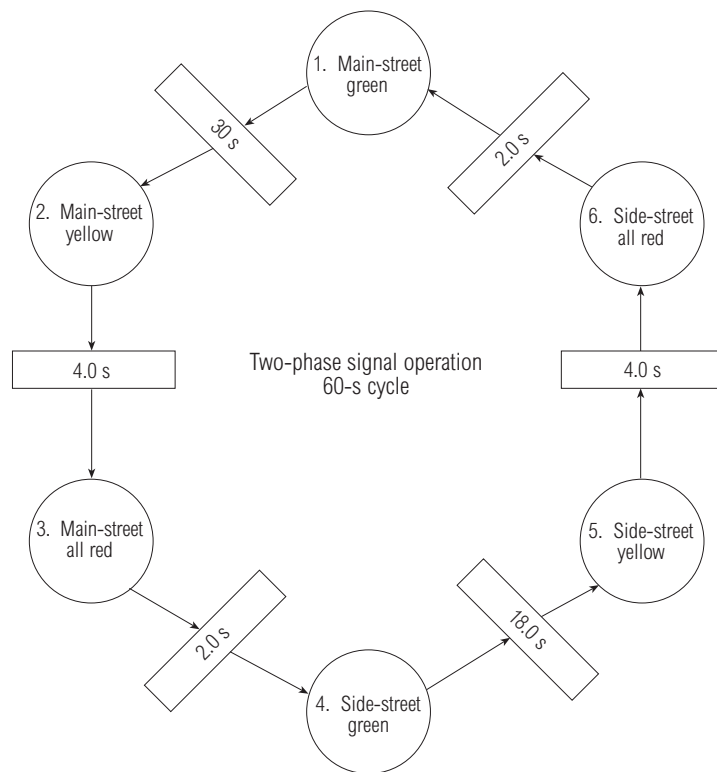 1. Main-street
green
30 s
2. Main-street
yellow
4.0 s
3. Main-street
all red
2.0 s
4. Side-street
green
18.0 s
5. Side-street
yellow
4.0 s
6. Side-street
all red
2.0 s
Two-phase signal operation
60-s cycle